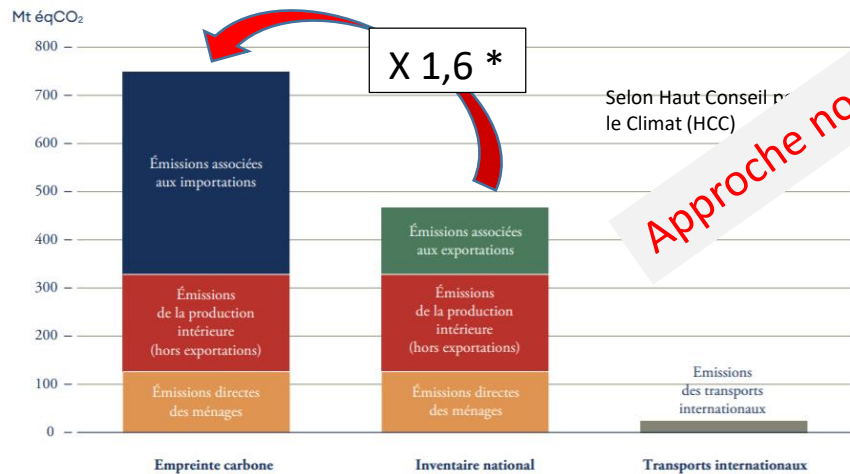 Mt éqCO₂
800
700
600
500
400
300
200
100
0
X 1,6 *
Selon Haut Conseil
le Climat (HCC)
Approche
Émissions associées
aux importations
Émissions
de la production
intérieure
(hors exportations)
Émissions directes
des ménages
Émissions associées
aux exportations
Émissions
de la production
intérieure
(hors exportations)
Émissions directes
des ménages
Emissions
des transports
internationaux
Empreinte carbone
Inventaire national
Transports internationaux